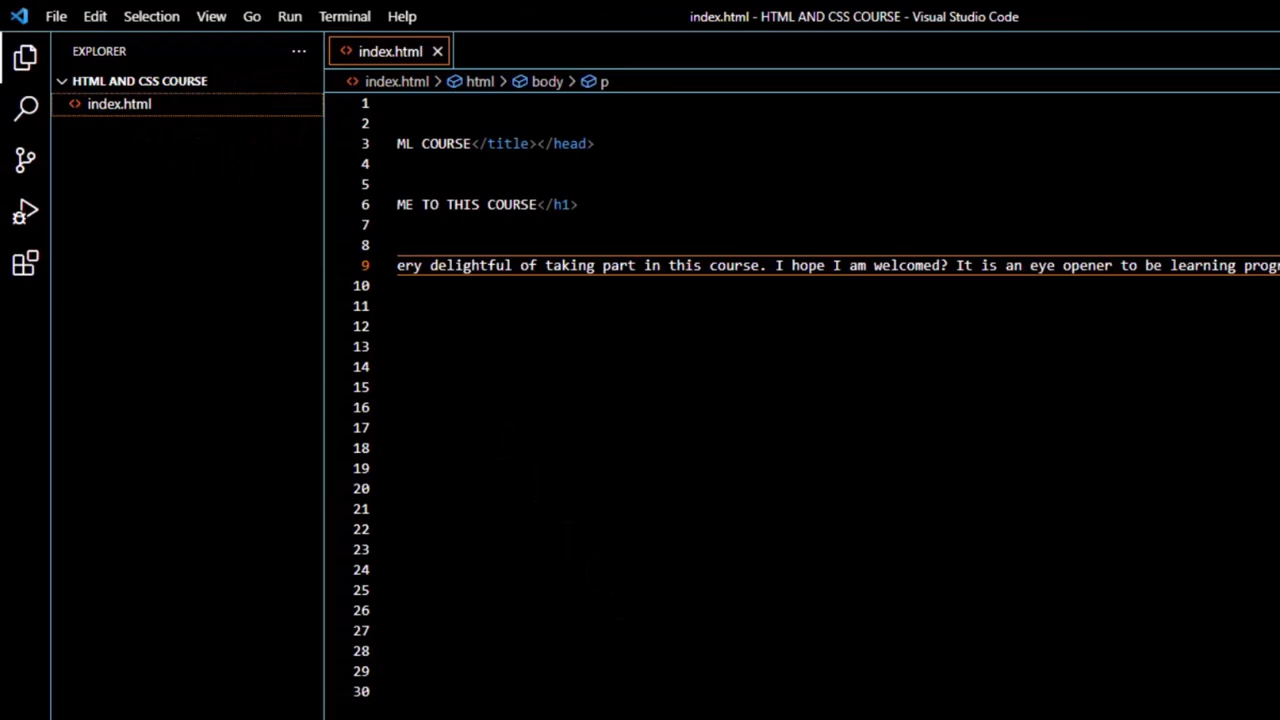 File Edit Selection View Go Run Terminal Help
index.html - HTML AND CSS COURSE - Visual Studio Code
EXPLORER ...
HTML AND CSS COURSE
index.html
index.html
index.html > html > body > p
1
2
3 ML COURSE</title></head>
4
5
6 ME TO THIS COURSE</h1>
7
8
9 ery delightful of taking part in this course. I hope I am welcomed? It is an eye opener to be learning progr
10
11
12
13
14
15
16
17
18
19
20
21
22
23
24
25
26
27
28
29
30